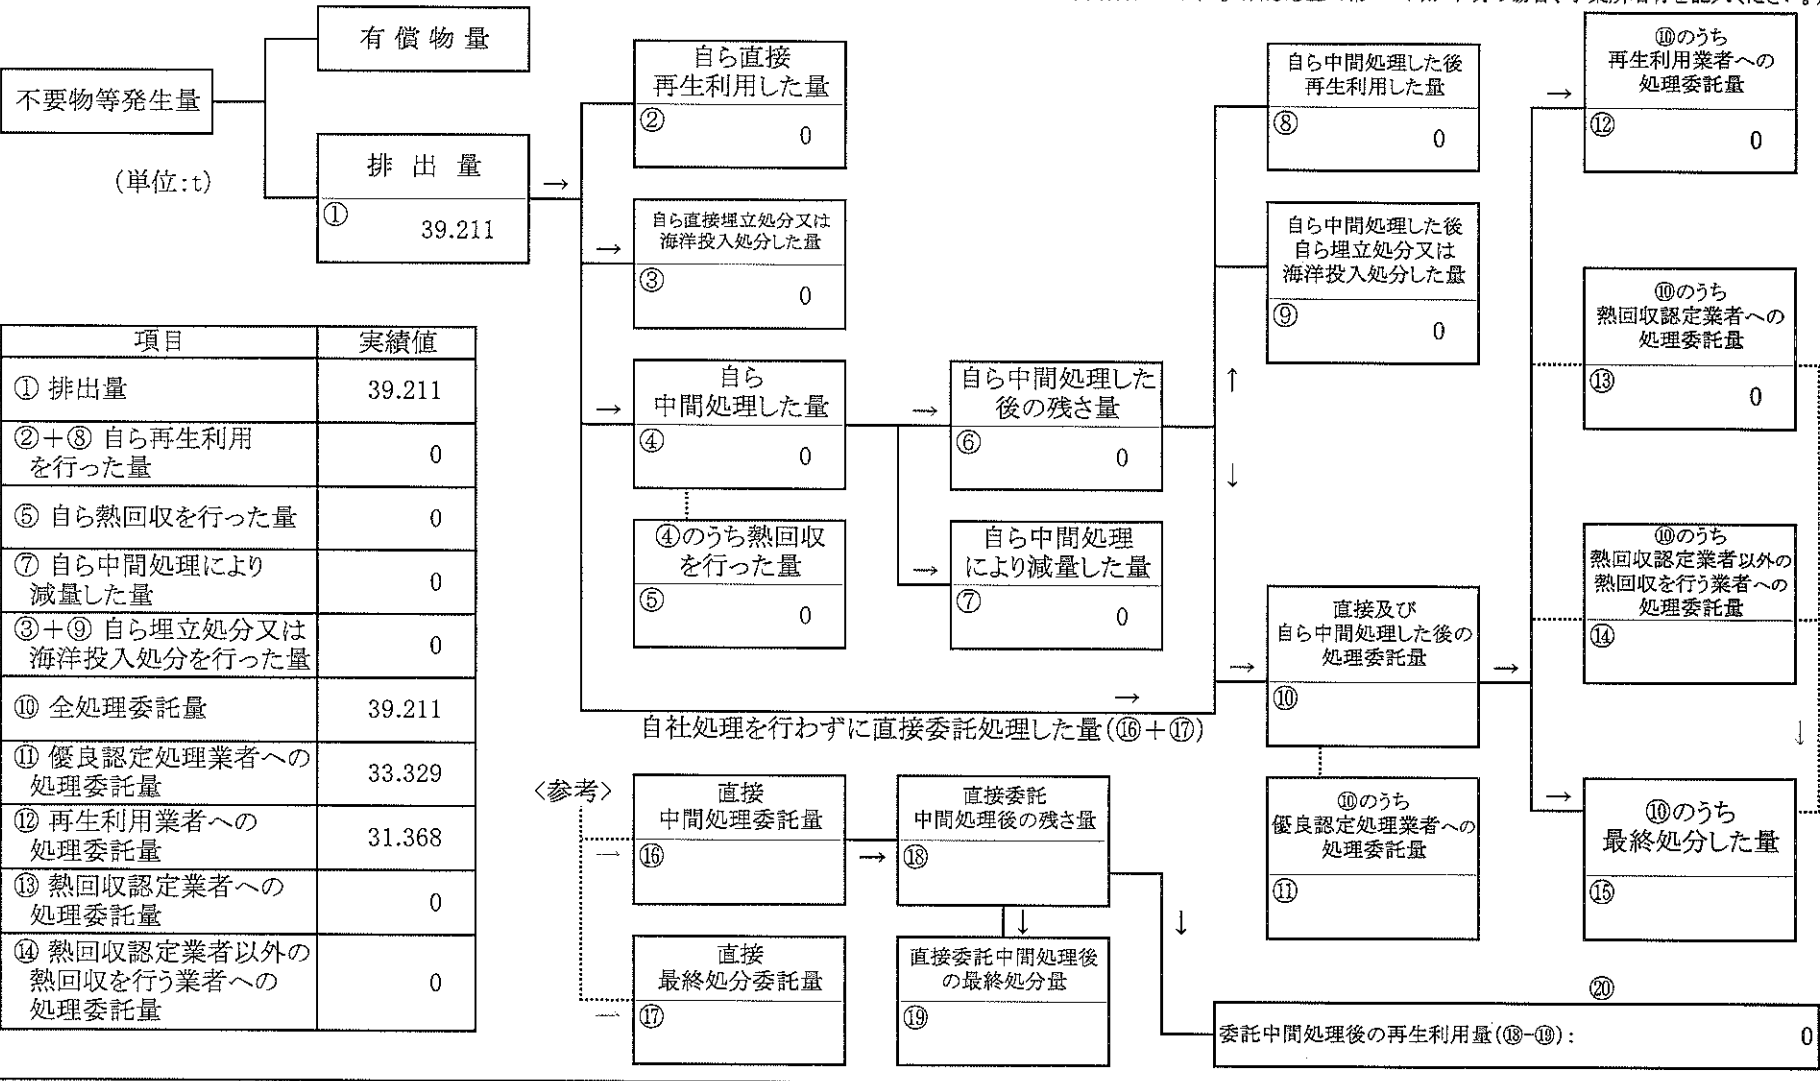 不要物等発生量
(単位:t)
有償物量
排出量
① 39.211
自ら直接
再生利用した量
② 0
自ら直接埋立処分又は
海洋投入処分した量
③ 0
自ら
中間処理した量
④ 0
④のうち熱回収
を行った量
⑤ 0
自ら中間処理した
後の残さ量
⑥ 0
自ら中間処理
により減量した量
⑦ 0
自ら中間処理した後
再生利用した量
⑧ 0
自ら中間処理した後
自ら埋立処分又は
海洋投入処分した量
⑨ 0
直接及び
自ら中間処理した後の
処理委託量
⑩
⑩のうち
優良認定処理業者への
処理委託量
⑪
⑩のうち
再生利用業者への
処理委託量
⑫ 0
⑩のうち
熱回収認定業者への
処理委託量
⑬ 0
⑩のうち
熱回収認定業者以外の
熱回収を行う業者への
処理委託量
⑭
⑩のうち
最終処分した量
⑮
自社処理を行わずに直接委託処理した量(⑯+⑰)
<参考>
直接
中間処理委託量
⑯
直接
最終処分委託量
⑰
直接委託
中間処理後の残さ量
⑱
直接委託中間処理後
の最終処分量
⑲
⑳
委託中間処理後の再生利用量(⑱-⑲): 0
項目 実績値
① 排出量 39.211
②+⑧ 自ら再生利用
を行った量 0
⑤ 自ら熱回収を行った量 0
⑦ 自ら中間処理により
減量した量 0
③+⑨ 自ら埋立処分又は
海洋投入処分を行った量 0
⑩ 全処理委託量 39.211
⑪ 優良認定処理業者への
処理委託量 33.329
⑫ 再生利用業者への
処理委託量 31.368
⑬ 熱回収認定業者への
処理委託量 0
⑭ 熱回収認定業者以外の
熱回収を行う業者への
処理委託量 0